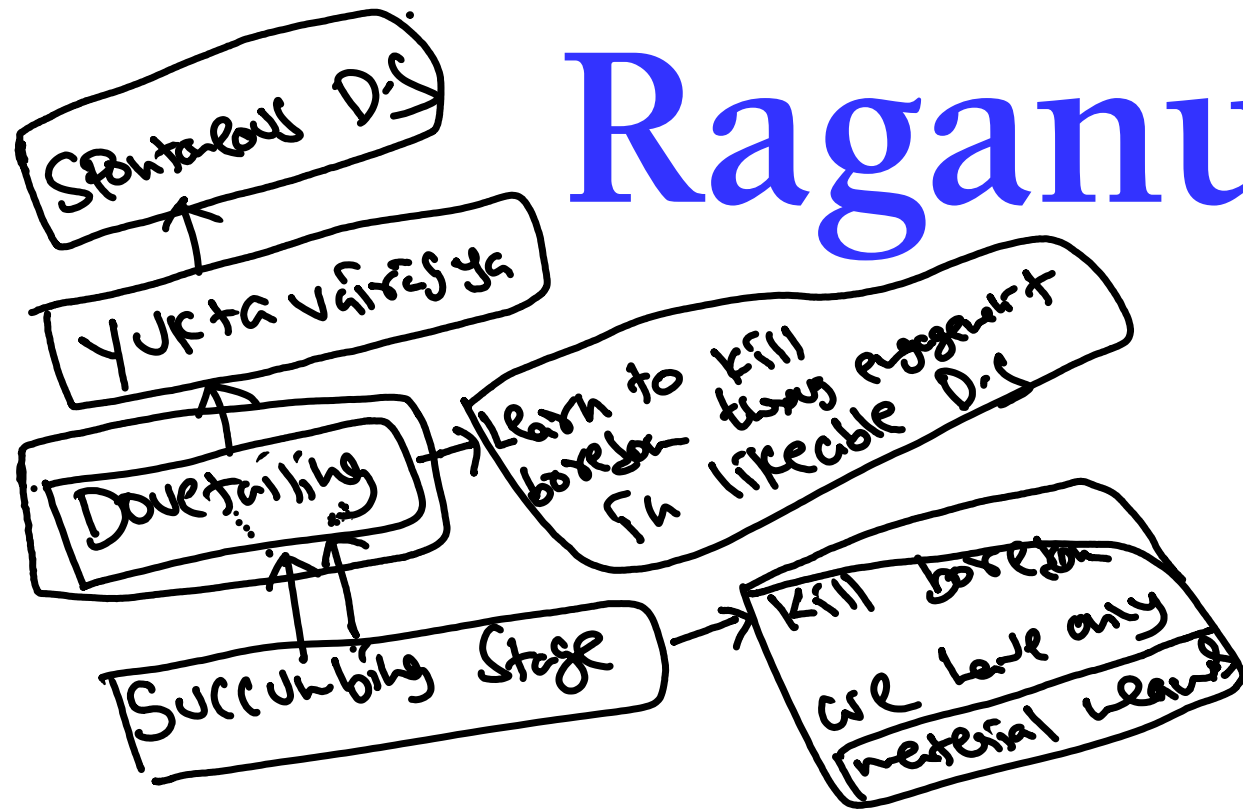 Raganu
Spontaneous D.S
Yukta vairagya
Dovetailing
Learn to kill
boredom through engagement
in likeable D.S
Succumbing Stage
Kill boredom
we have only
material means